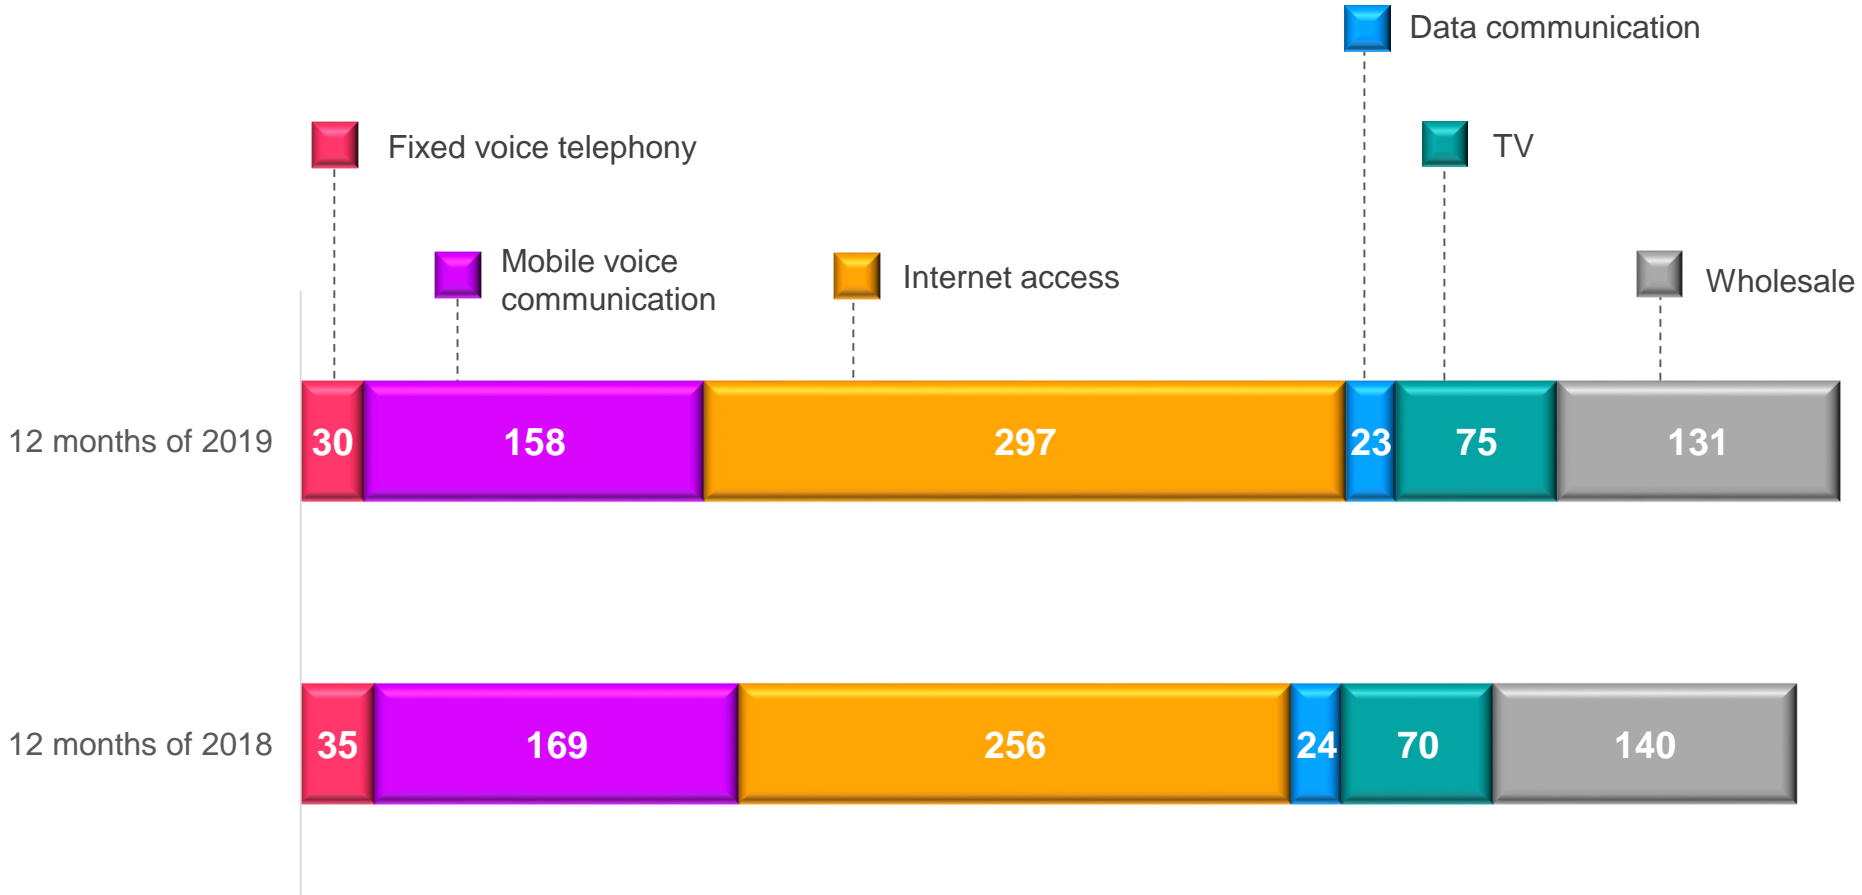 Data communication
Fixed voice telephony
TV
Mobile voice
communication
Internet access
Wholesale
12 months of 2019
30
158
297
23
75
131
12 months of 2018
35
169
256
24
70
140